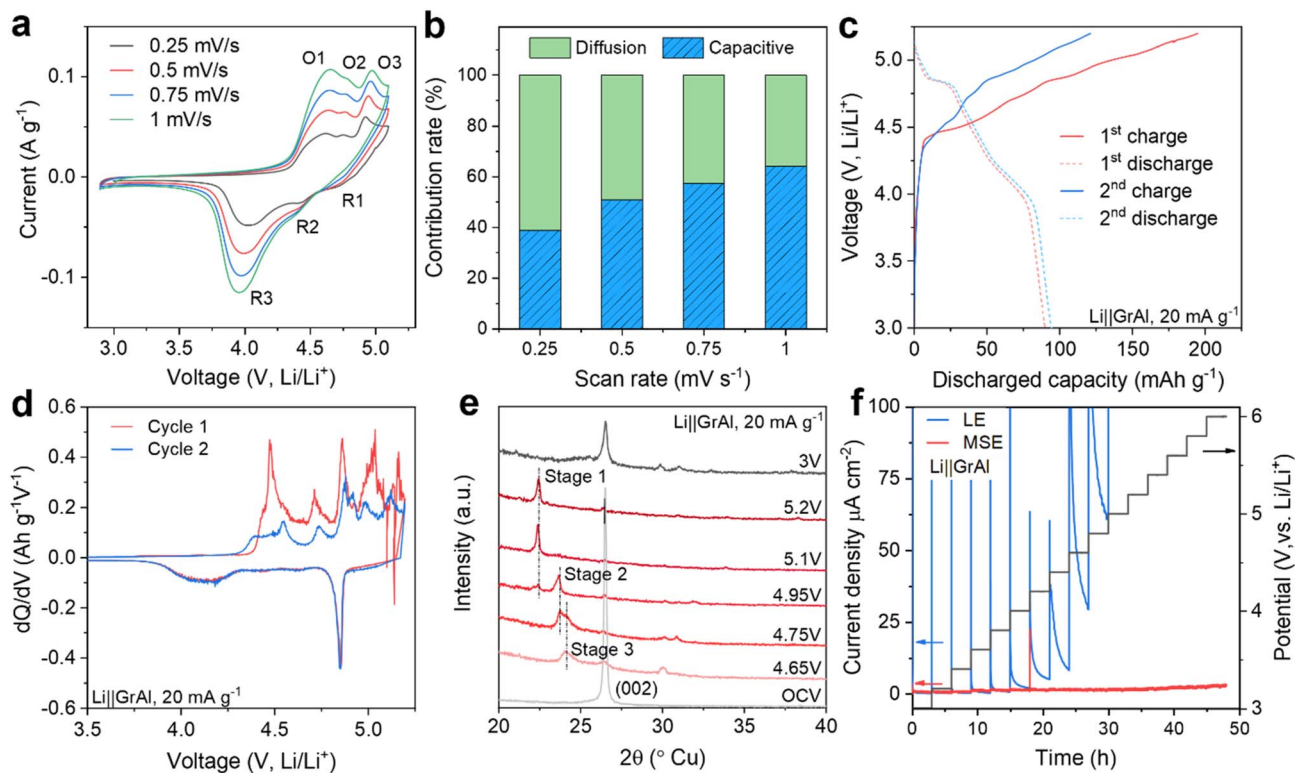 a
0.25 mV/s
0.5 mV/s
0.75 mV/s
1 mV/s
O1
O2
O3
R1
R2
R3
0.1
0.0
-0.1
Current (A g⁻¹)
3.0 3.5 4.0 4.5 5.0
Voltage (V, Li/Li⁺)
b
Diffusion
Capacitive
100
80
60
40
20
0
Contribution rate (%)
0.25 0.5 0.75 1
Scan rate (mV s⁻¹)
c
1st charge
1st discharge
2nd charge
2nd discharge
Li||GrAl, 20 mA g⁻¹
5.0
4.5
4.0
3.5
3.0
Voltage (V, Li/Li⁺)
0 50 100 150 200
Discharged capacity (mAh g⁻¹)
d
Cycle 1
Cycle 2
Li||GrAl, 20 mA g⁻¹
0.6
0.4
0.2
0.0
-0.2
-0.4
-0.6
dQ/dV (Ah g⁻¹V⁻¹)
3.5 4.0 4.5 5.0
Voltage (V, Li/Li⁺)
e
Li||GrAl, 20 mA g⁻¹
3V
Stage 1
5.2V
5.1V
Stage 2
4.95V
4.75V
Stage 3
4.65V
(002)
OCV
Intensity (a.u.)
20 25 30 35 40
2θ (° Cu)
f
LE
MSE
Li||GrAl
100
75
50
25
0
Current density μA cm⁻²
6
5
4
3
Potential (V,vs. Li/Li⁺)
0 10 20 30 40 50
Time (h)